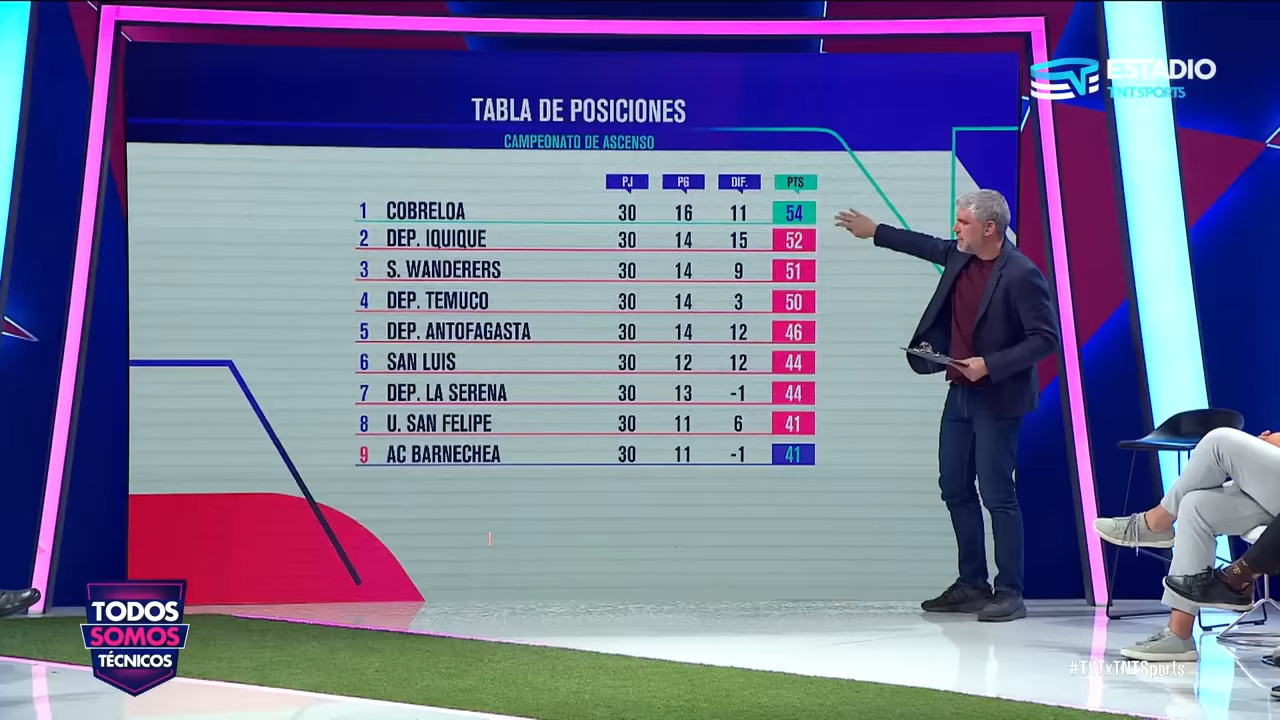 ESTADIO
TNT SPORTS
TABLA DE POSICIONES
CAMPEONATO DE ASCENSO
PJ PG DIF. PTS
1 COBRELOA 30 16 11 54
2 DEP. IQUIQUE 30 14 15 52
3 S. WANDERERS 30 14 9 51
4 DEP. TEMUCO 30 14 3 50
5 DEP. ANTOFAGASTA 30 14 12 46
6 SAN LUIS 30 12 12 44
7 DEP. LA SERENA 30 13 -1 44
8 U. SAN FELIPE 30 11 6 41
9 AC BARNECHEA 30 11 -1 41
TODOS
SOMOS
TÉCNICOS
#TSTxTNTSports